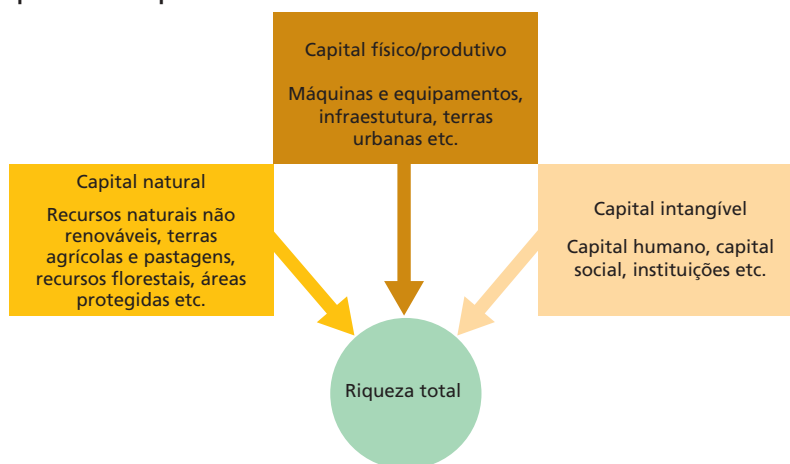 Capital físico/produtivo
Máquinas e equipamentos,
infraestutura, terras
urbanas etc.
Capital natural
Recursos naturais não
renováveis, terras
agrícolas e pastagens,
recursos florestais, áreas
protegidas etc.
Capital intangível
Capital humano, capital
social, instituições etc.
Riqueza total